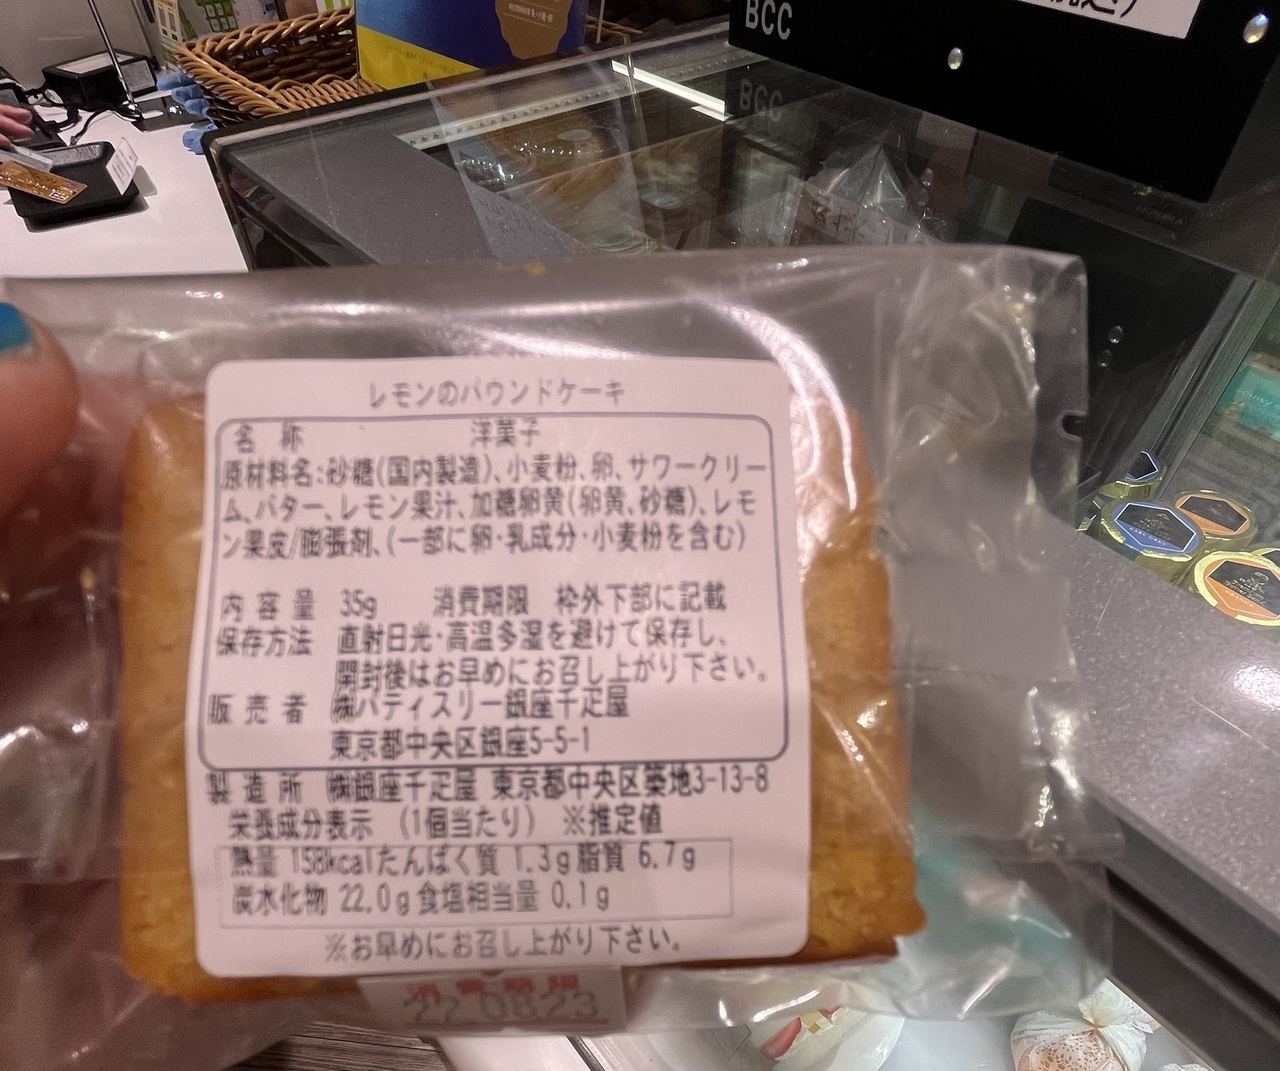 BCC
BCC
レモンのパウンドケーキ
名 称 洋菓子
原材料名:砂糖(国内製造)、小麦粉、卵、サワークリー
ム、バター、レモン果汁、加糖卵黄(卵黄、砂糖)、レモ
ン果皮/膨張剤、(一部に卵・乳成分・小麦粉を含む)
内 容 量 35g 消費期限 枠外下部に記載
保存方法 直射日光・高温多湿を避けて保存し、
開封後はお早めにお召し上がり下さい。
販 売 者 ㈱パティスリー銀座千疋屋
東京都中央区銀座5-5-1
製 造 所 ㈱銀座千疋屋 東京都中央区築地3-13-8
栄養成分表示 (1個当たり) ※推定値
熱量 158kcalたんぱく質 1.3g脂質 6.7g
炭水化物 22.0g食塩相当量 0.1g
※お早めにお召し上がり下さい。
消費期限
22.0823